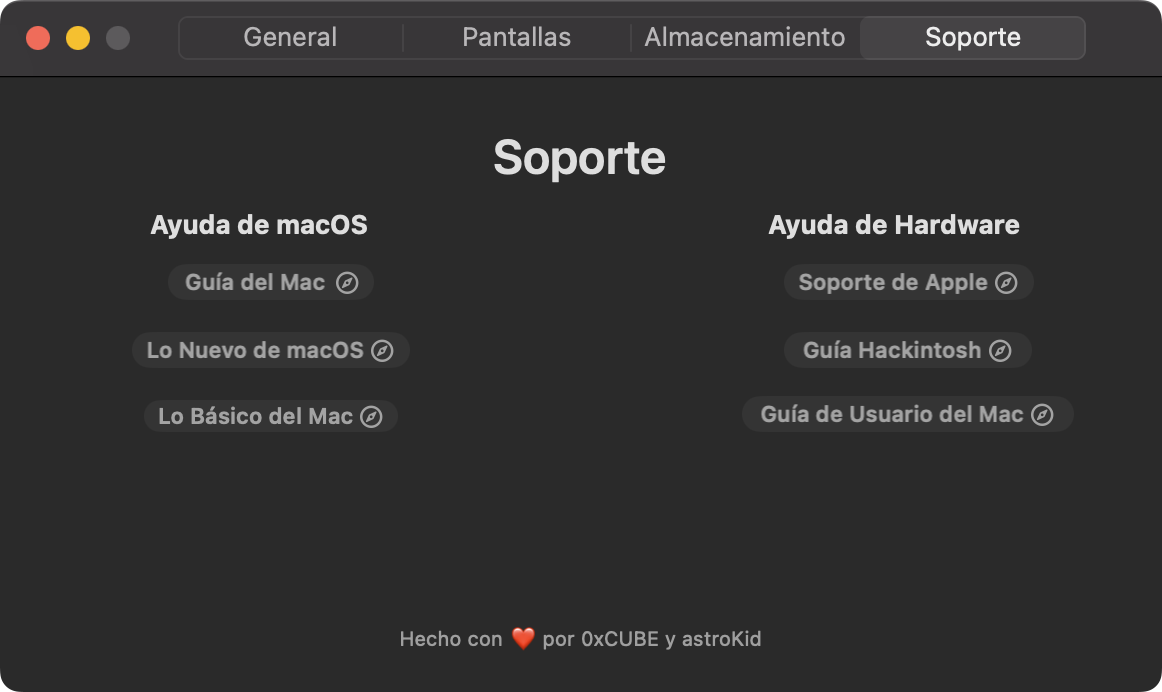 General Pantallas Almacenamiento Soporte
Soporte
Ayuda de macOS
Guía del Mac
Lo Nuevo de macOS
Lo Básico del Mac
Ayuda de Hardware
Soporte de Apple
Guía Hackintosh
Guía de Usuario del Mac
Hecho con ❤️ por 0xCUBE y astroKid